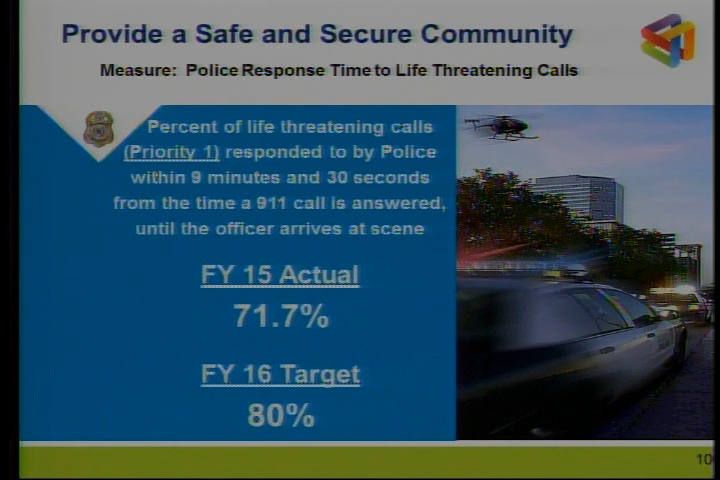 Provide a Safe and Secure Community
Measure: Police Response Time to Life Threatening Calls
Percent of life threatening calls
(Priority 1) responded to by Police
within 9 minutes and 30 seconds
from the time a 911 call is answered,
until the officer arrives at scene
FY 15 Actual
71.7%
FY 16 Target
80%
10